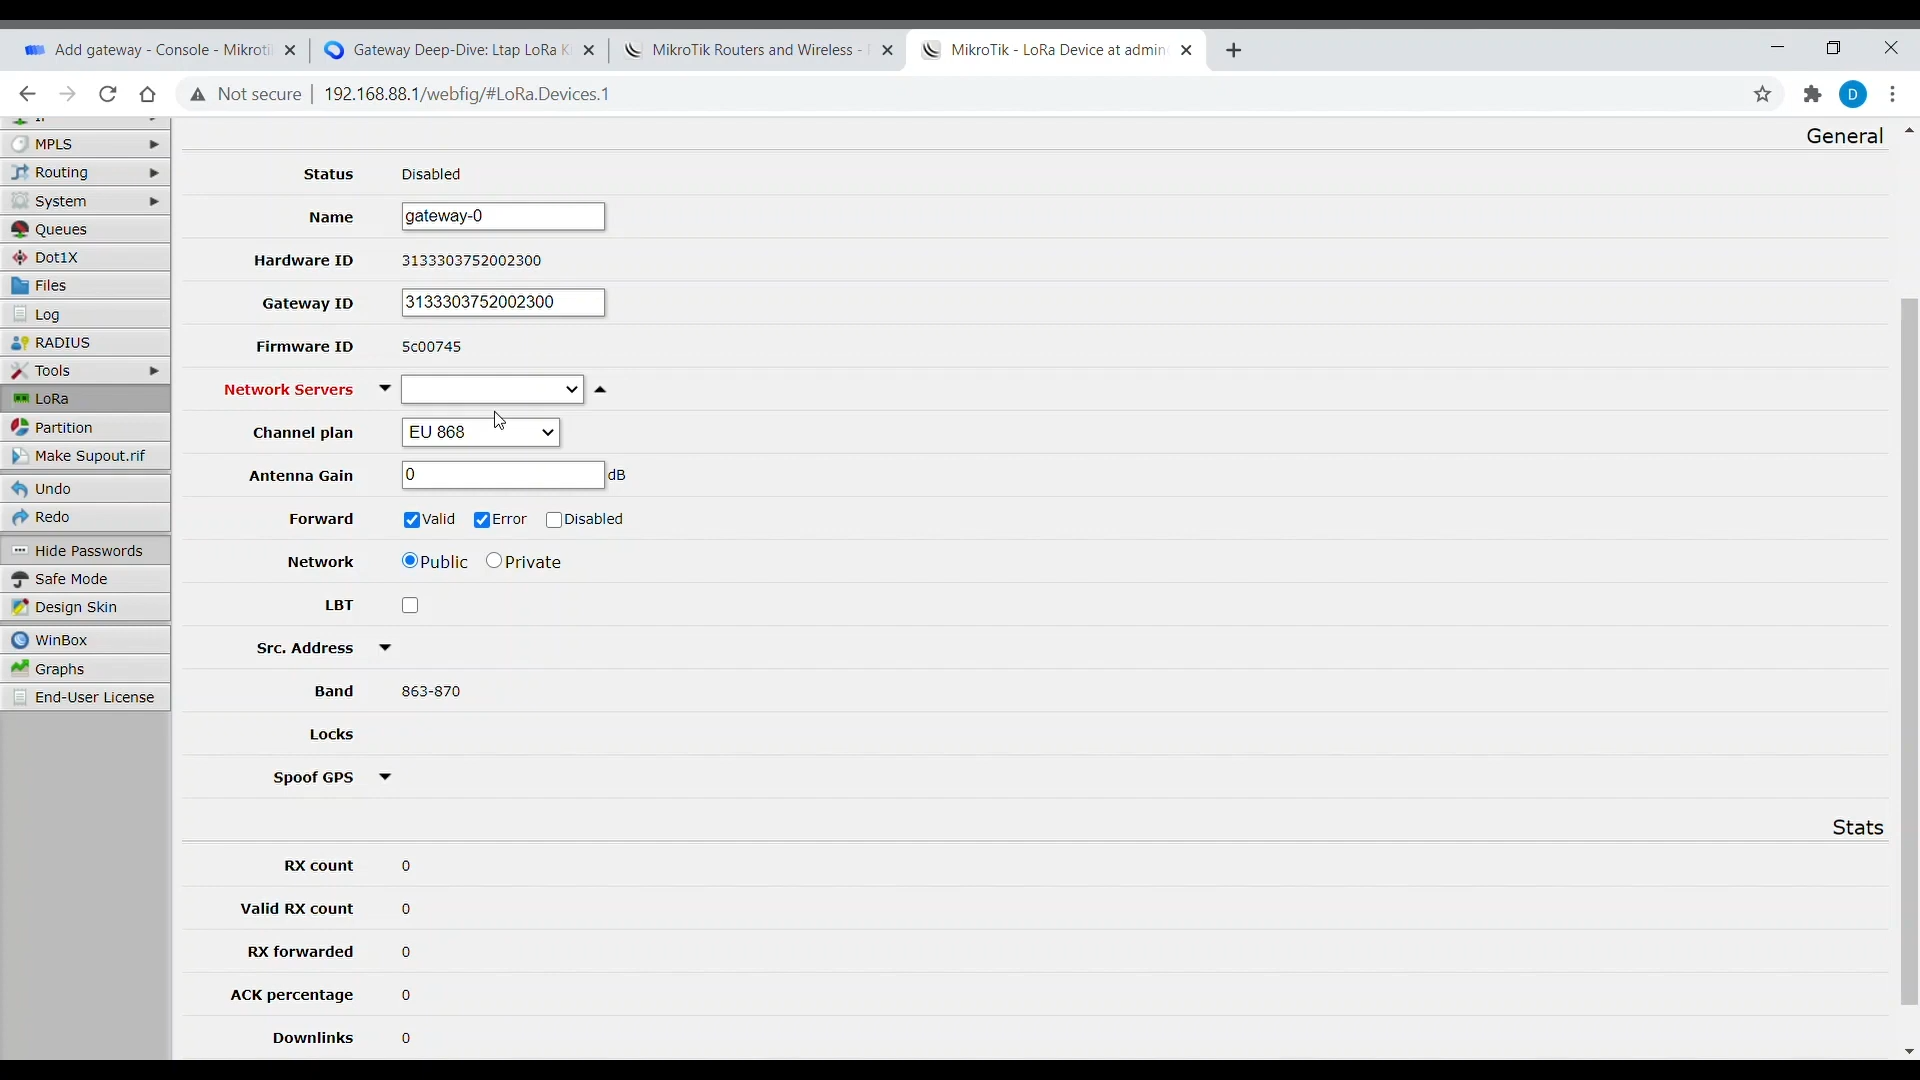 Add gateway - Console - Mikroti
Gateway Deep-Dive: Ltap LoRa K
MikroTik Routers and Wireless -
MikroTik - LoRa Device at admin
Not secure
192.168.88.1/webfig/#LoRa.Devices.1
D
MPLS
Routing
System
Queues
Dot1X
Files
Log
RADIUS
Tools
LoRa
Partition
Make Supout.rif
Undo
Redo
Hide Passwords
Safe Mode
Design Skin
WinBox
Graphs
End-User License
General
Status Disabled
Name gateway-0
Hardware ID 3133303752002300
Gateway ID 3133303752002300
Firmware ID 5c00745
Network Servers
Channel plan EU 868
Antenna Gain 0 dB
Forward Valid Error Disabled
Network Public Private
LBT
Src. Address
Band 863-870
Locks
Spoof GPS
Stats
RX count 0
Valid RX count 0
RX forwarded 0
ACK percentage 0
Downlinks 0